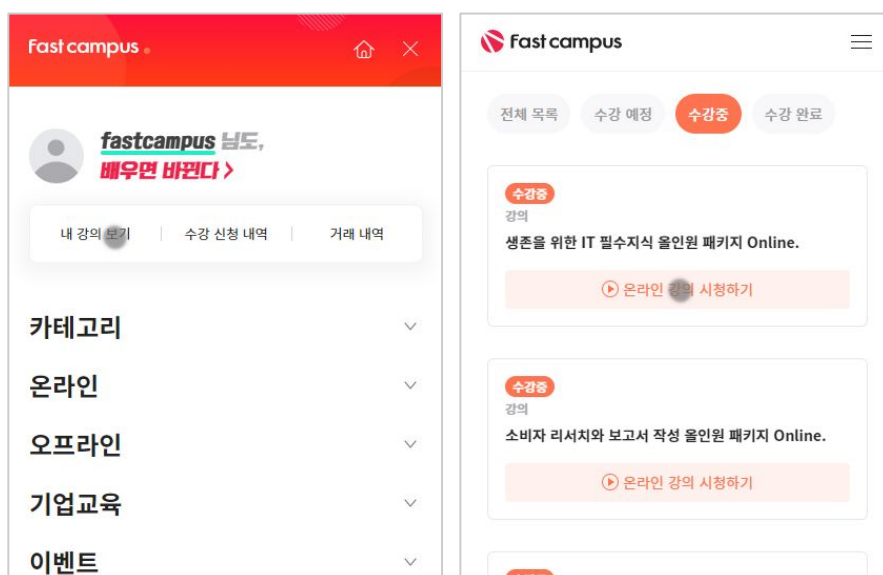 Fast campus
fastcampus 님도,
배우면 바뀐다 >
내 강의 보기
수강 신청 내역
거래 내역
카테고리
온라인
오프라인
기업교육
이벤트
Fast campus
전체 목록
수강 예정
수강중
수강 완료
수강중
강의
생존을 위한 IT 필수지식 올인원 패키지 Online.
온라인 강의 시청하기
수강중
강의
소비자 리서치와 보고서 작성 올인원 패키지 Online.
온라인 강의 시청하기